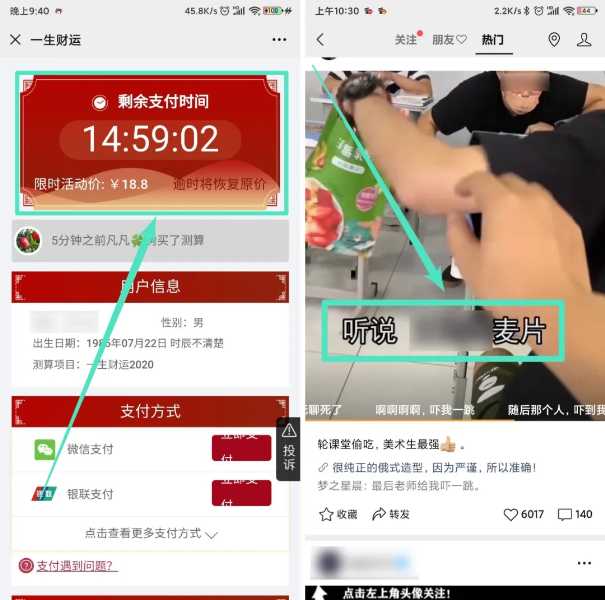 晚上9:40
45.8K/s
100
一生财运
剩余支付时间
14:59:02
限时活动价: ￥18.8
逾时将恢复原价
5分钟之前凡凡🍀购买了测算
用户信息
性别: 男
出生日期: 1985年07月22日 时辰不清楚
测算项目: 一生财运2020
支付方式
微信支付
立即支付
银联
银联支付
立即支付
点击查看更多支付方式
支付遇到问题?
投诉
上午10:30
2.2K/s
44
关注
朋友♡
热门
听说
麦片
无聊死了
啊啊啊啊, 吓我一跳
随后那个人, 吓到我
轮课堂偷吃, 美术生最强👍。
很纯正的俄式造型, 因为严谨, 所以准确!
梦之星晨: 最后老师给我吓一跳。
收藏
转发
6017
140
点击左上角头像关注!